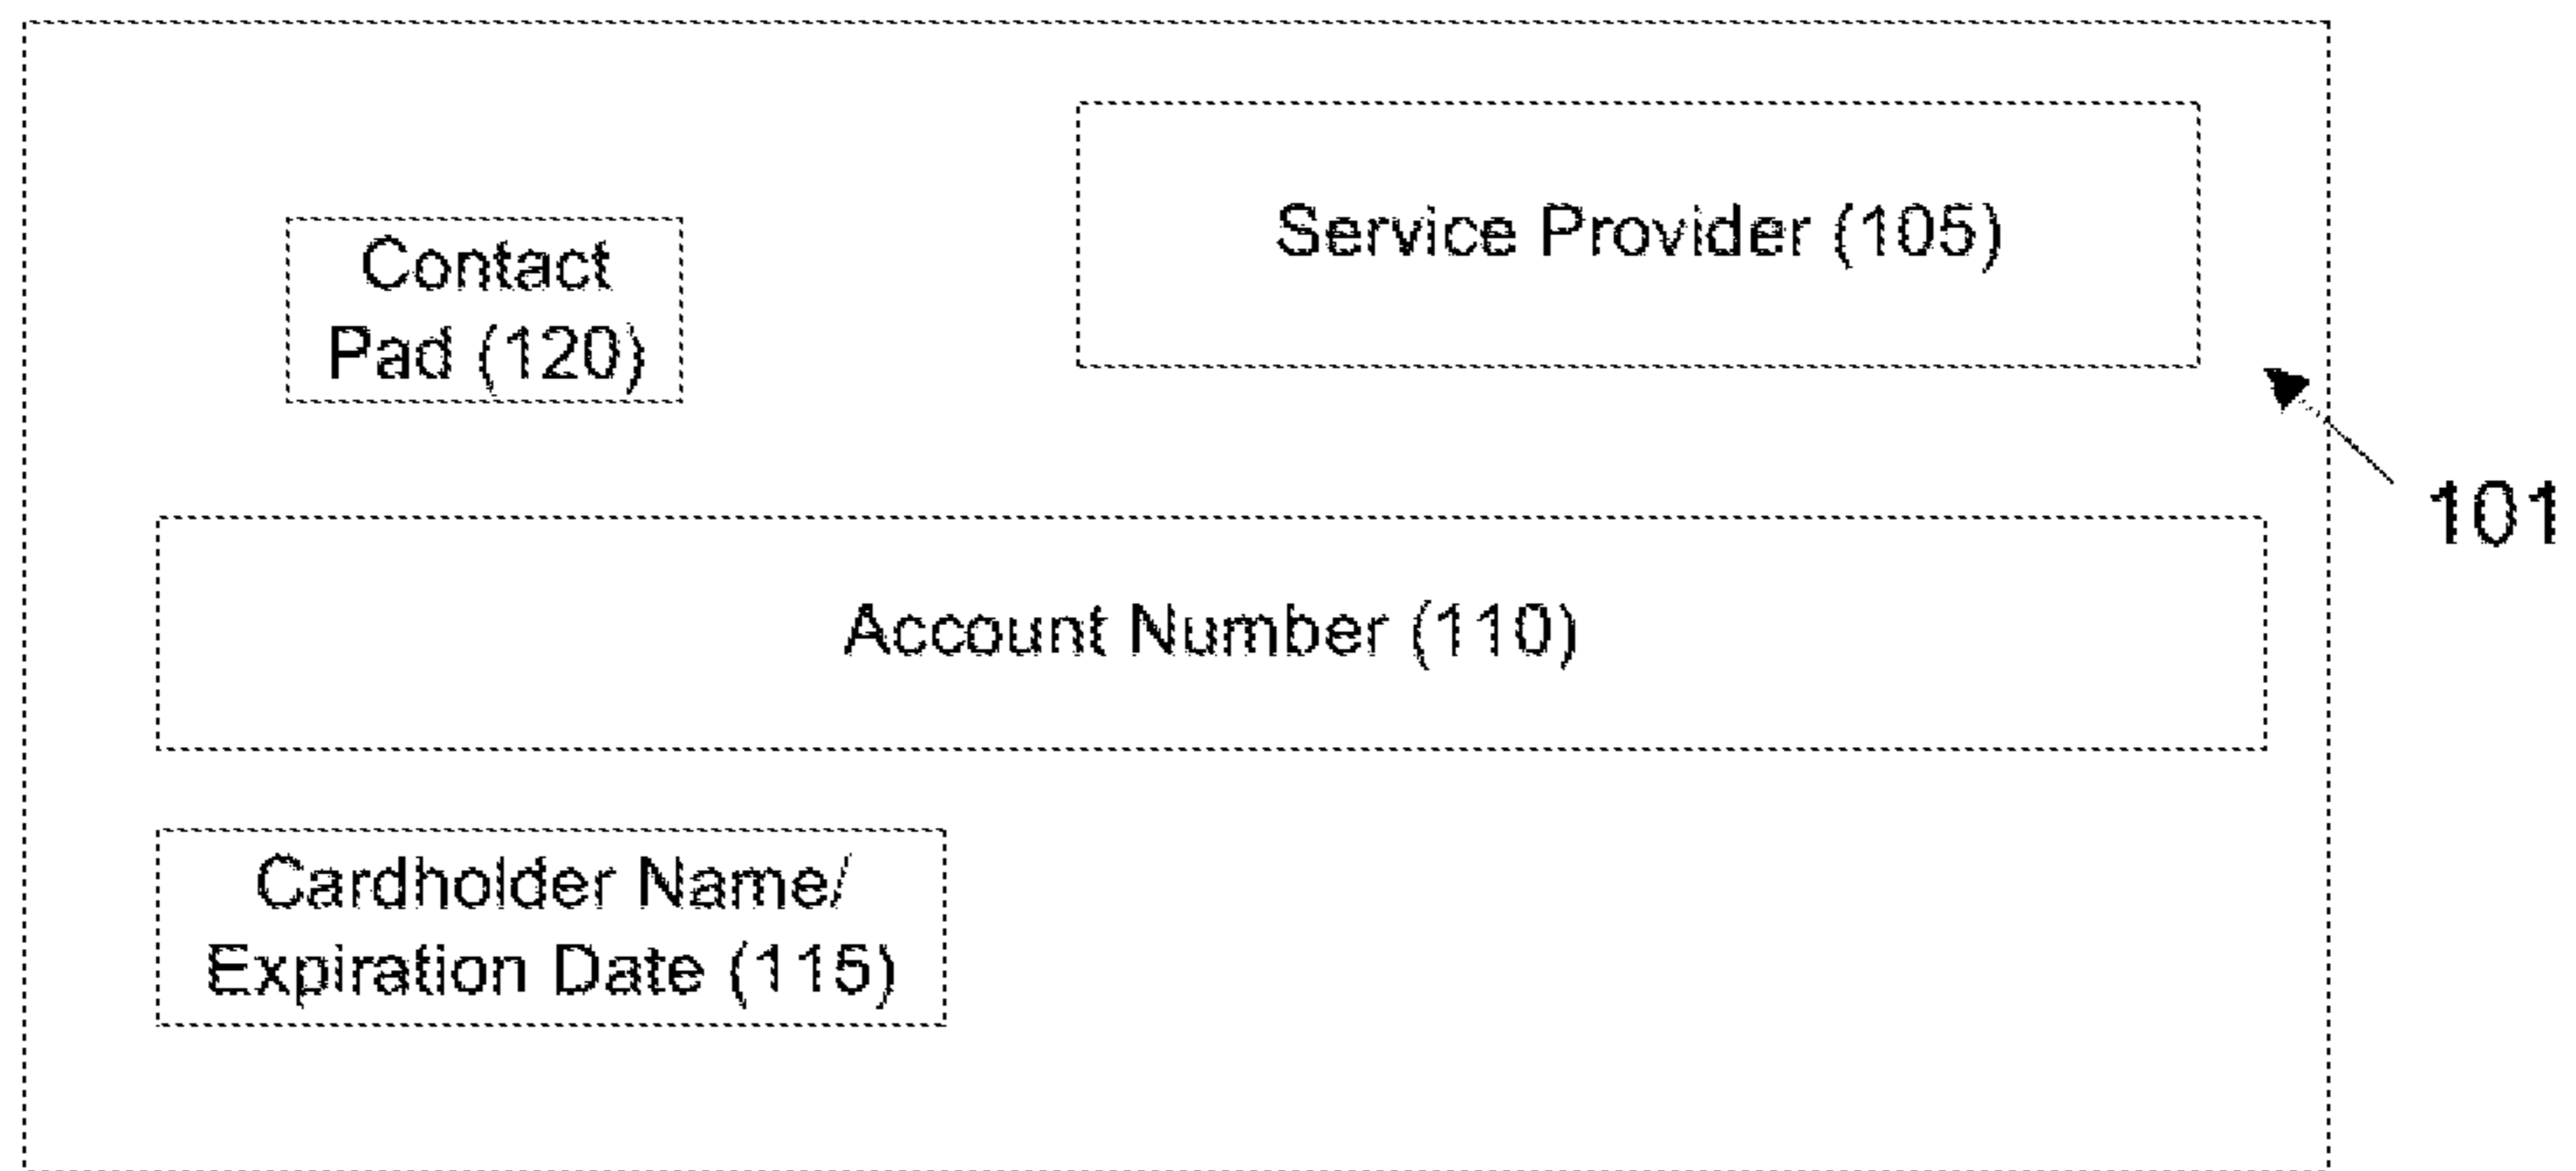 Service Provider (105)
Contact
Pad (120)
101
Account Number (110)
Cardholder Name/
Expiration Date (115)